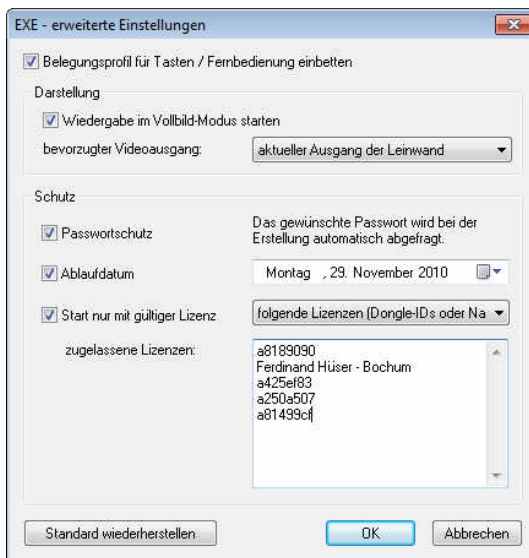 EXE - erweiterte Einstellungen
Belegungsprofil für Tasten / Fernbedienung einbetten
Darstellung
Wiedergabe im Vollbild-Modus starten
bevorzugter Videoausgang:
aktueller Ausgang der Leinwand
Schutz
Passwortschutz
Das gewünschte Passwort wird bei der
Erstellung automatisch abgefragt.
Ablaufdatum
Montag , 29. November 2010
Start nur mit gültiger Lizenz
folgende Lizenzen (Dongle-IDs oder Na
zugelassene Lizenzen:
a8189090
Ferdinand Hüser - Bochum
a425ef83
a250a507
a81499cf
Standard wiederherstellen
OK
Abbrechen